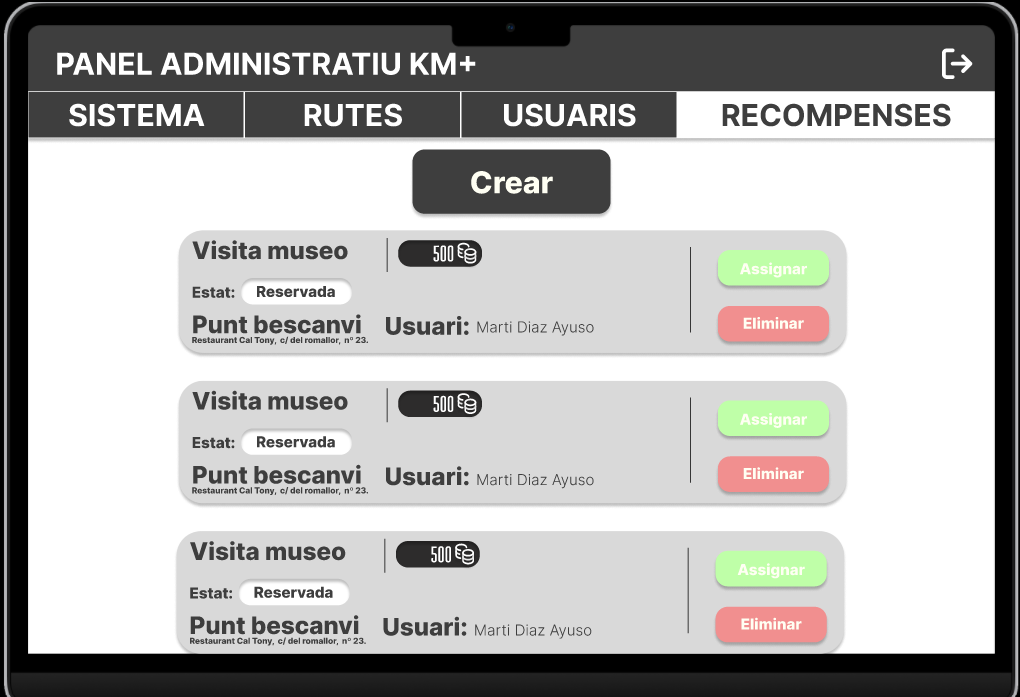 PANEL ADMINISTRATIU KM+
SISTEMA RUTES USUARIS RECOMPENSES
Crear
Visita museo 500
Assignar
Estat: Reservada
Punt bescanvi Usuari: Marti Diaz Ayuso
Eliminar
Restaurant Cal Tony, c/ del romallor, nº 23.
Visita museo 500
Assignar
Estat: Reservada
Punt bescanvi Usuari: Marti Diaz Ayuso
Eliminar
Restaurant Cal Tony, c/ del romallor, nº 23.
Visita museo 500
Assignar
Estat: Reservada
Punt bescanvi Usuari: Marti Diaz Ayuso
Eliminar
Restaurant Cal Tony, c/ del romallor, nº 23.